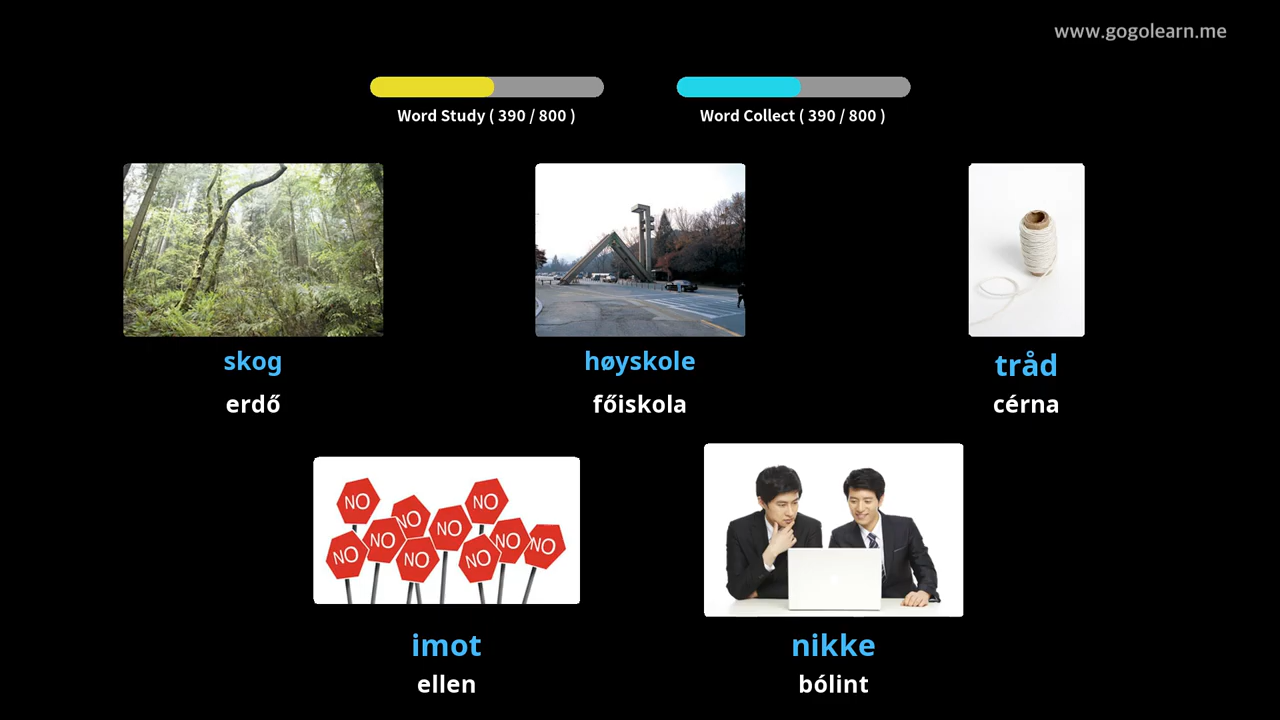 www.gogolearn.me
Word Study ( 390 / 800 )
Word Collect ( 390 / 800 )
skog
erdő
høyskole
főiskola
tråd
cérna
NO
NO
NO
NO
NO
NO
NO
NO
NO
NO
imot
ellen
nikke
bólint